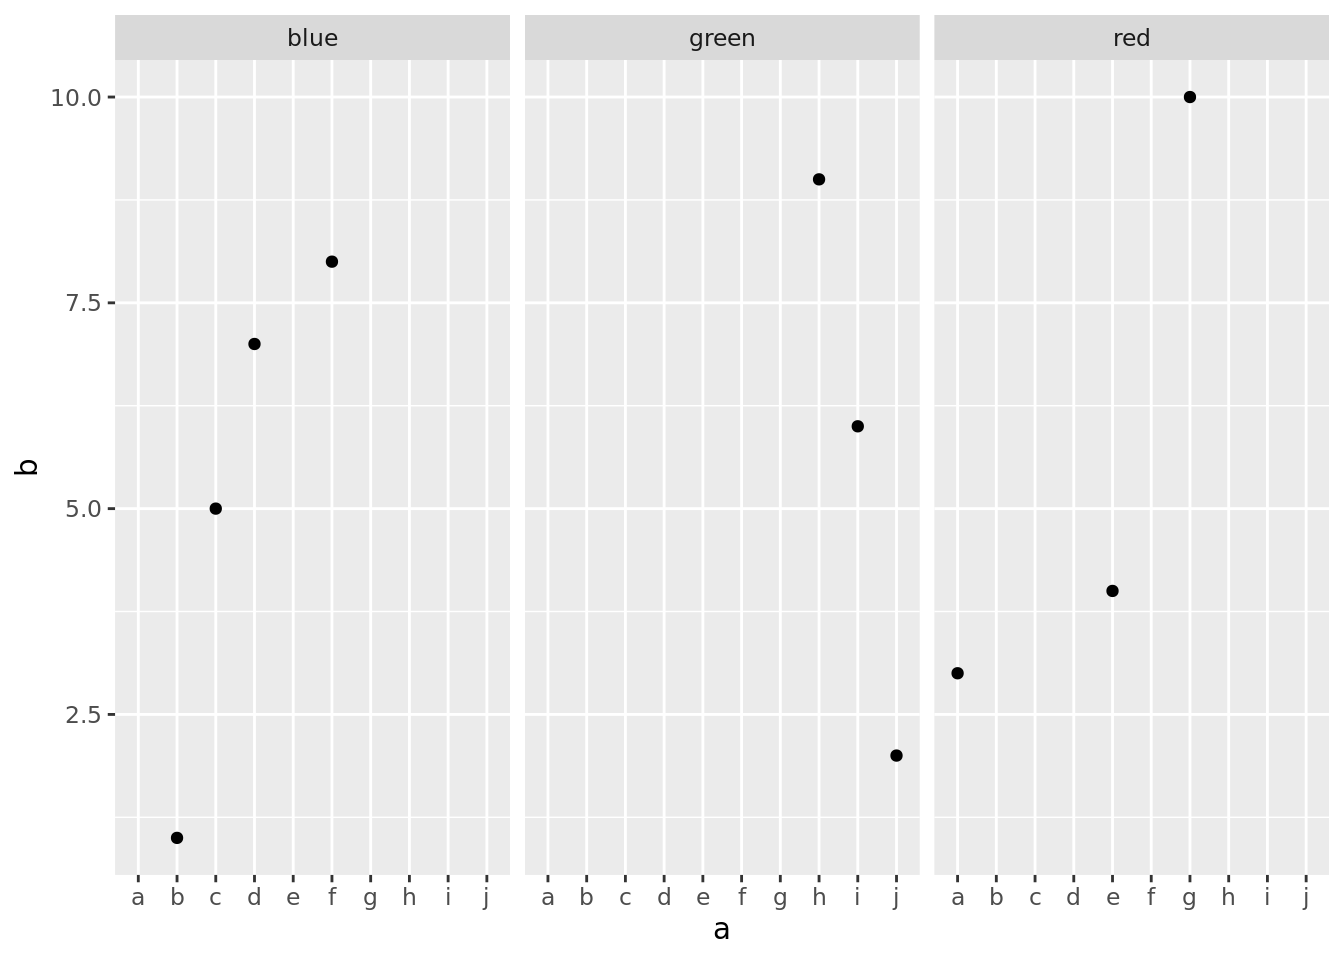 blue green red
10.0
7.5
5.0
2.5
b
a b c d e f g h i j a b c d e f g h i j a b c d e f g h i j
a